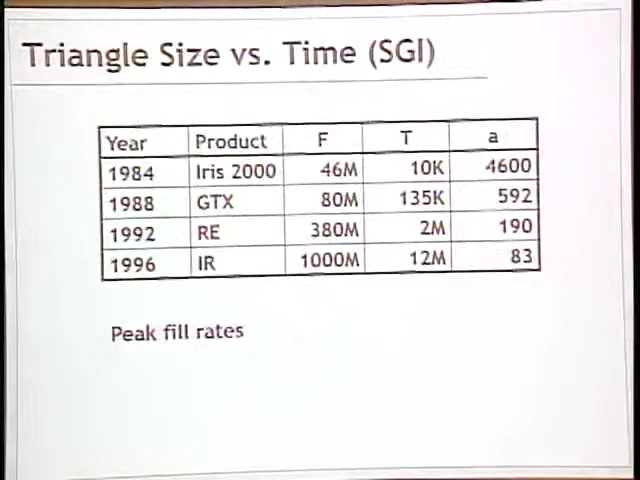 Triangle Size vs. Time (SGI)
Year Product F T a
1984 Iris 2000 46M 10K 4600
1988 GTX 80M 135K 592
1992 RE 380M 2M 190
1996 IR 1000M 12M 83
Peak fill rates